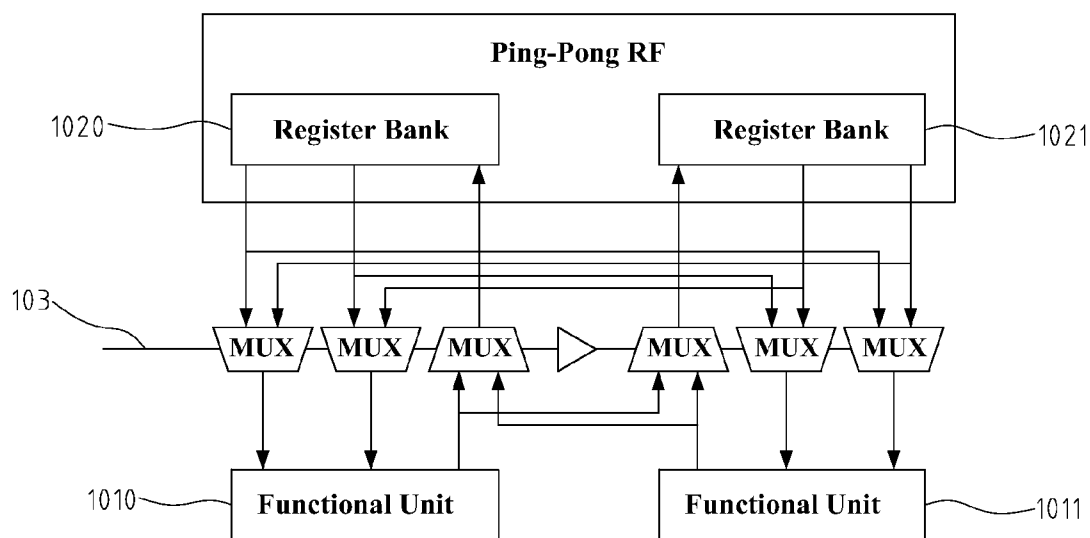 Ping-Pong RF
1020
Register Bank
Register Bank
1021
103
MUX
MUX
MUX
MUX
MUX
MUX
1010
Functional Unit
Functional Unit
1011